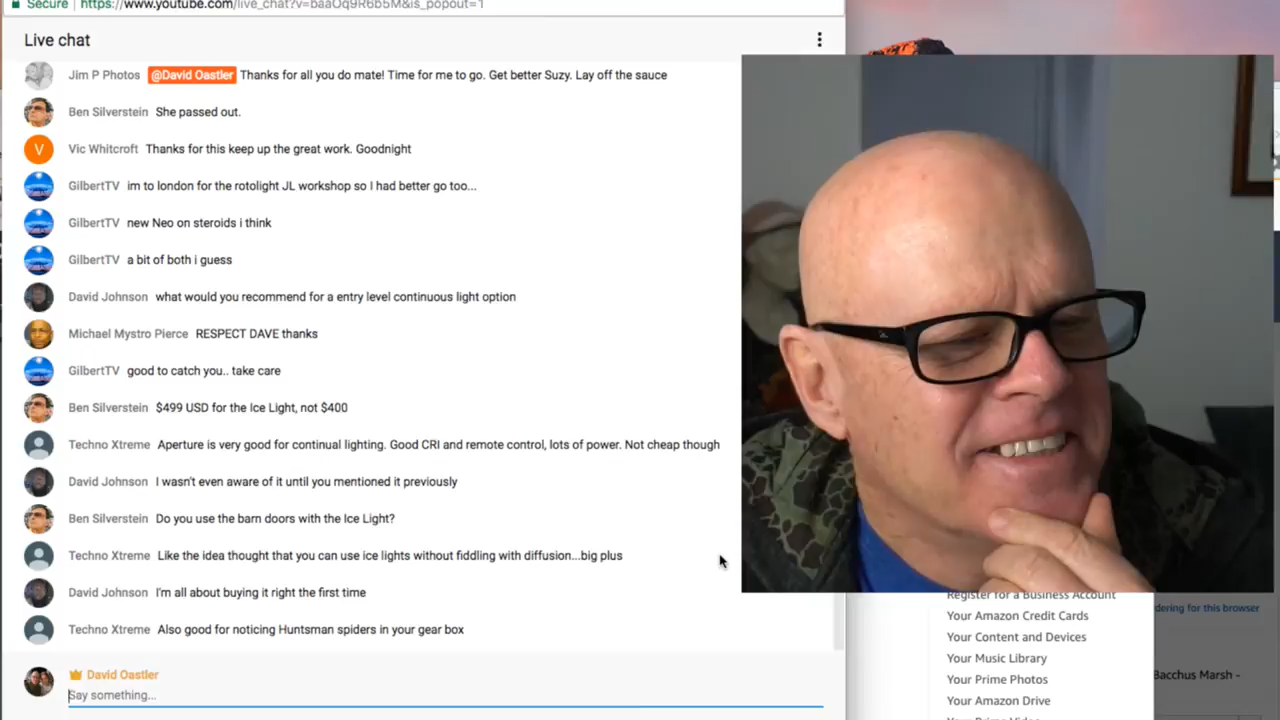 Secure https://www.youtube.com/live_chat?v=baaOq9R6b5M&is_popout=1
Live chat
Jim P Photos @David Oastler Thanks for all you do mate! Time for me to go. Get better Suzy. Lay off the sauce
Ben Silverstein She passed out.
V Vic Whitcroft Thanks for this keep up the great work. Goodnight
GilbertTV im to london for the rotolight JL workshop so I had better go too...
GilbertTV new Neo on steroids i think
GilbertTV a bit of both i guess
David Johnson what would you recommend for a entry level continuous light option
Michael Mystro Pierce RESPECT DAVE thanks
GilbertTV good to catch you.. take care
Ben Silverstein $499 USD for the Ice Light, not $400
Techno Xtreme Aperture is very good for continual lighting. Good CRI and remote control, lots of power. Not cheap though
David Johnson I wasn't even aware of it until you mentioned it previously
Ben Silverstein Do you use the barn doors with the Ice Light?
Techno Xtreme Like the idea thought that you can use ice lights without fiddling with diffusion...big plus
David Johnson I'm all about buying it right the first time
Techno Xtreme Also good for noticing Huntsman spiders in your gear box
David Oastler
Say something...
Register for a Business Account
Your Amazon Credit Cards
Your Content and Devices
Your Music Library
Your Prime Photos
Your Amazon Drive
dering for this browser
Bacchus Marsh -